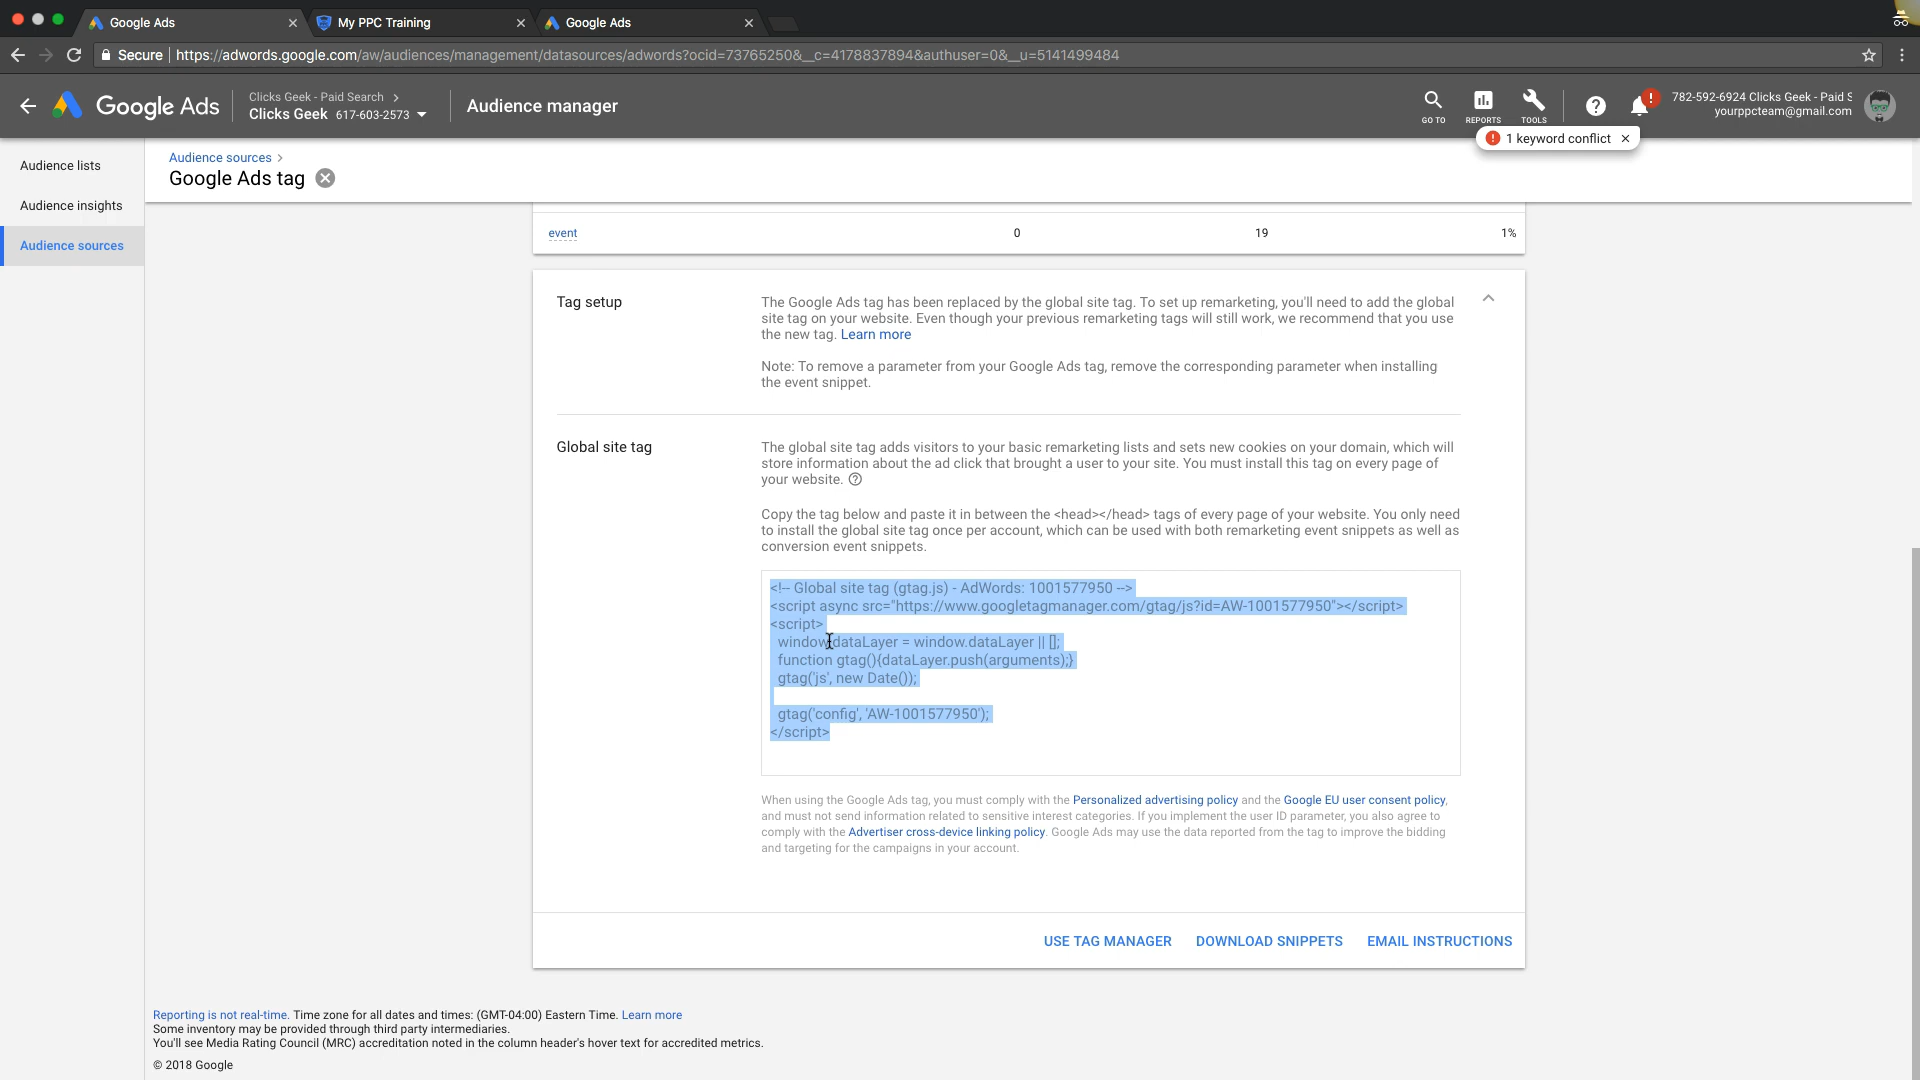 Google Ads
My PPC Training
Google Ads
Secure
https://adwords.google.com/aw/audiences/management/datasources/adwords?ocid=73765250&__c=4178837894&authuser=0&__u=5141499484
Google Ads
Clicks Geek - Paid Search
Clicks Geek 617-603-2573
Audience manager
GO TO
REPORTS
TOOLS
782-592-6924 Clicks Geek - Paid S
yourppcteam@gmail.com
1 keyword conflict
Audience lists
Audience insights
Audience sources
Audience sources
Google Ads tag
event 0 19 1%
Tag setup
The Google Ads tag has been replaced by the global site tag. To set up remarketing, you'll need to add the global
site tag on your website. Even though your previous remarketing tags will still work, we recommend that you use
the new tag. Learn more
Note: To remove a parameter from your Google Ads tag, remove the corresponding parameter when installing
the event snippet.
Global site tag
The global site tag adds visitors to your basic remarketing lists and sets new cookies on your domain, which will
store information about the ad click that brought a user to your site. You must install this tag on every page of
your website.
Copy the tag below and paste it in between the <head></head> tags of every page of your website. You only need
to install the global site tag once per account, which can be used with both remarketing event snippets as well as
conversion event snippets.
<!-- Global site tag (gtag.js) - AdWords: 1001577950 -->
<script async src="https://www.googletagmanager.com/gtag/js?id=AW-1001577950"></script>
<script>
window.dataLayer = window.dataLayer || [];
function gtag(){dataLayer.push(arguments);}
gtag('js', new Date());
gtag('config', 'AW-1001577950');
</script>
When using the Google Ads tag, you must comply with the Personalized advertising policy and the Google EU user consent policy,
and must not send information related to sensitive interest categories. If you implement the user ID parameter, you also agree to
comply with the Advertiser cross-device linking policy. Google Ads may use the data reported from the tag to improve the bidding
and targeting for the campaigns in your account.
USE TAG MANAGER
DOWNLOAD SNIPPETS
EMAIL INSTRUCTIONS
Reporting is not real-time. Time zone for all dates and times: (GMT-04:00) Eastern Time. Learn more
Some inventory may be provided through third party intermediaries.
You'll see Media Rating Council (MRC) accreditation noted in the column header's hover text for accredited metrics.
© 2018 Google